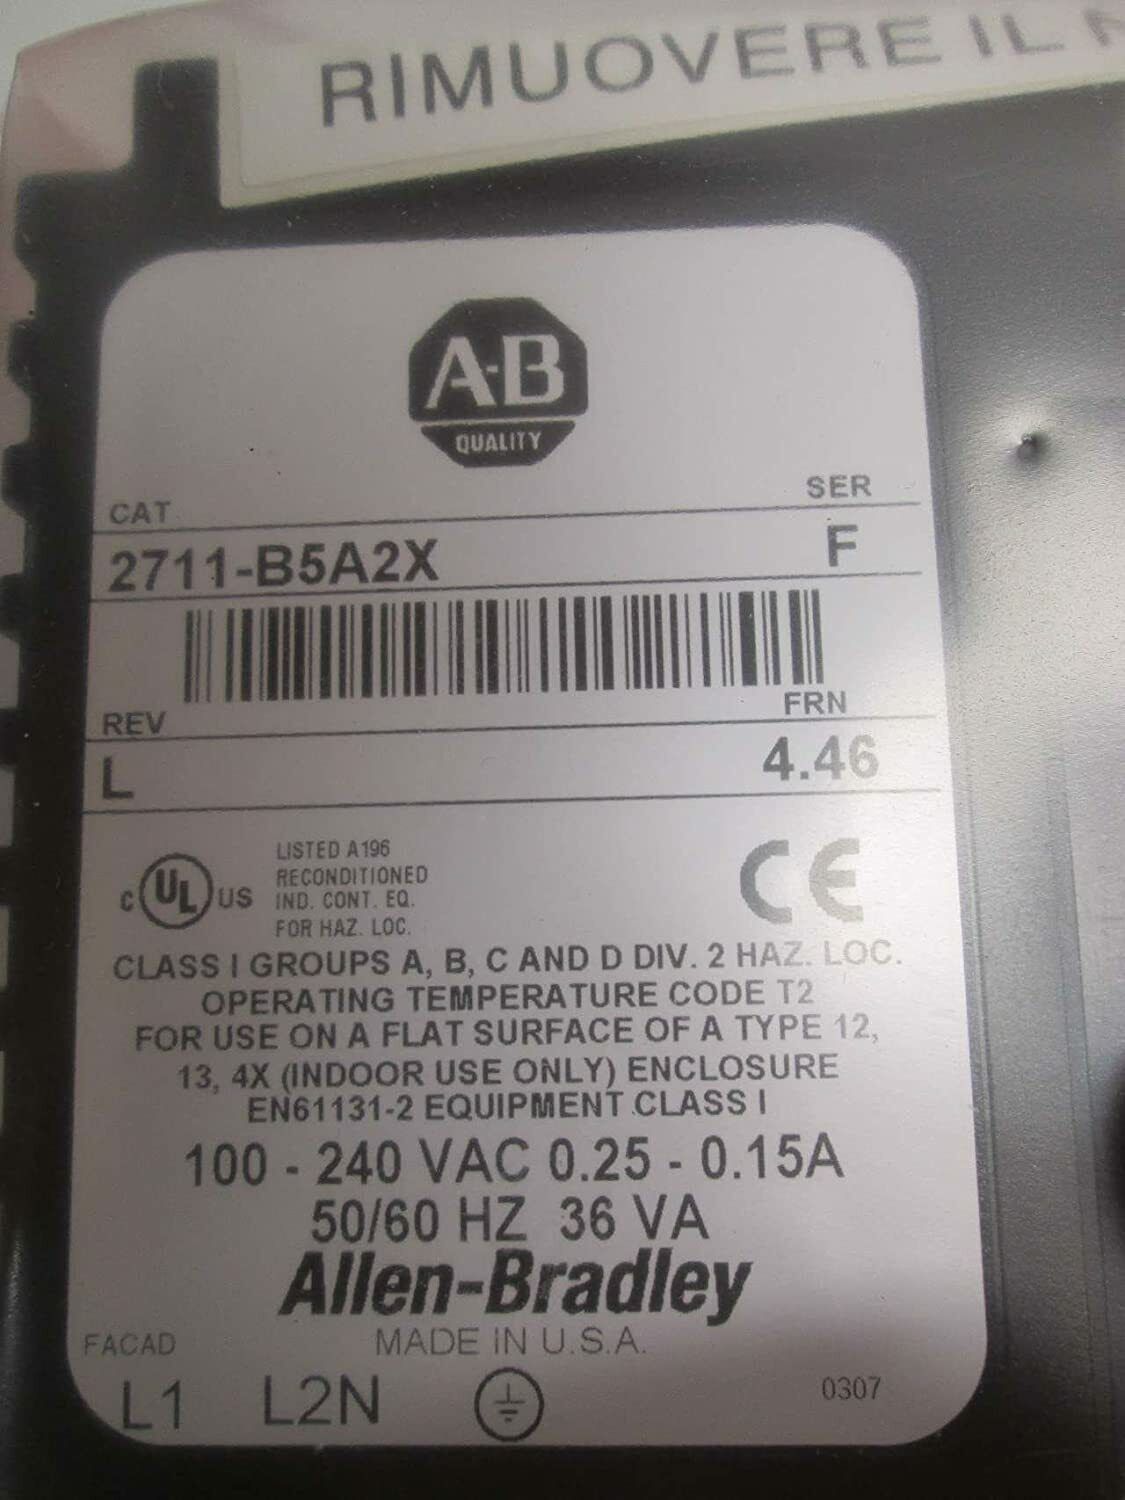 RIMUOVERE IL
A-B
QUALITY
CAT
SER
2711-B5A2X
F
REV
FRN
L
4.46
C UL US
LISTED A196
RECONDITIONED
IND. CONT. EQ.
FOR HAZ. LOC.
CE
CLASS I GROUPS A, B, C AND D DIV. 2 HAZ. LOC.
OPERATING TEMPERATURE CODE T2
FOR USE ON A FLAT SURFACE OF A TYPE 12,
13, 4X (INDOOR USE ONLY) ENCLOSURE
EN61131-2 EQUIPMENT CLASS I
100 - 240 VAC 0.25 - 0.15A
50/60 HZ 36 VA
Allen-Bradley
FACAD
MADE IN U.S.A.
L1 L2N
0307